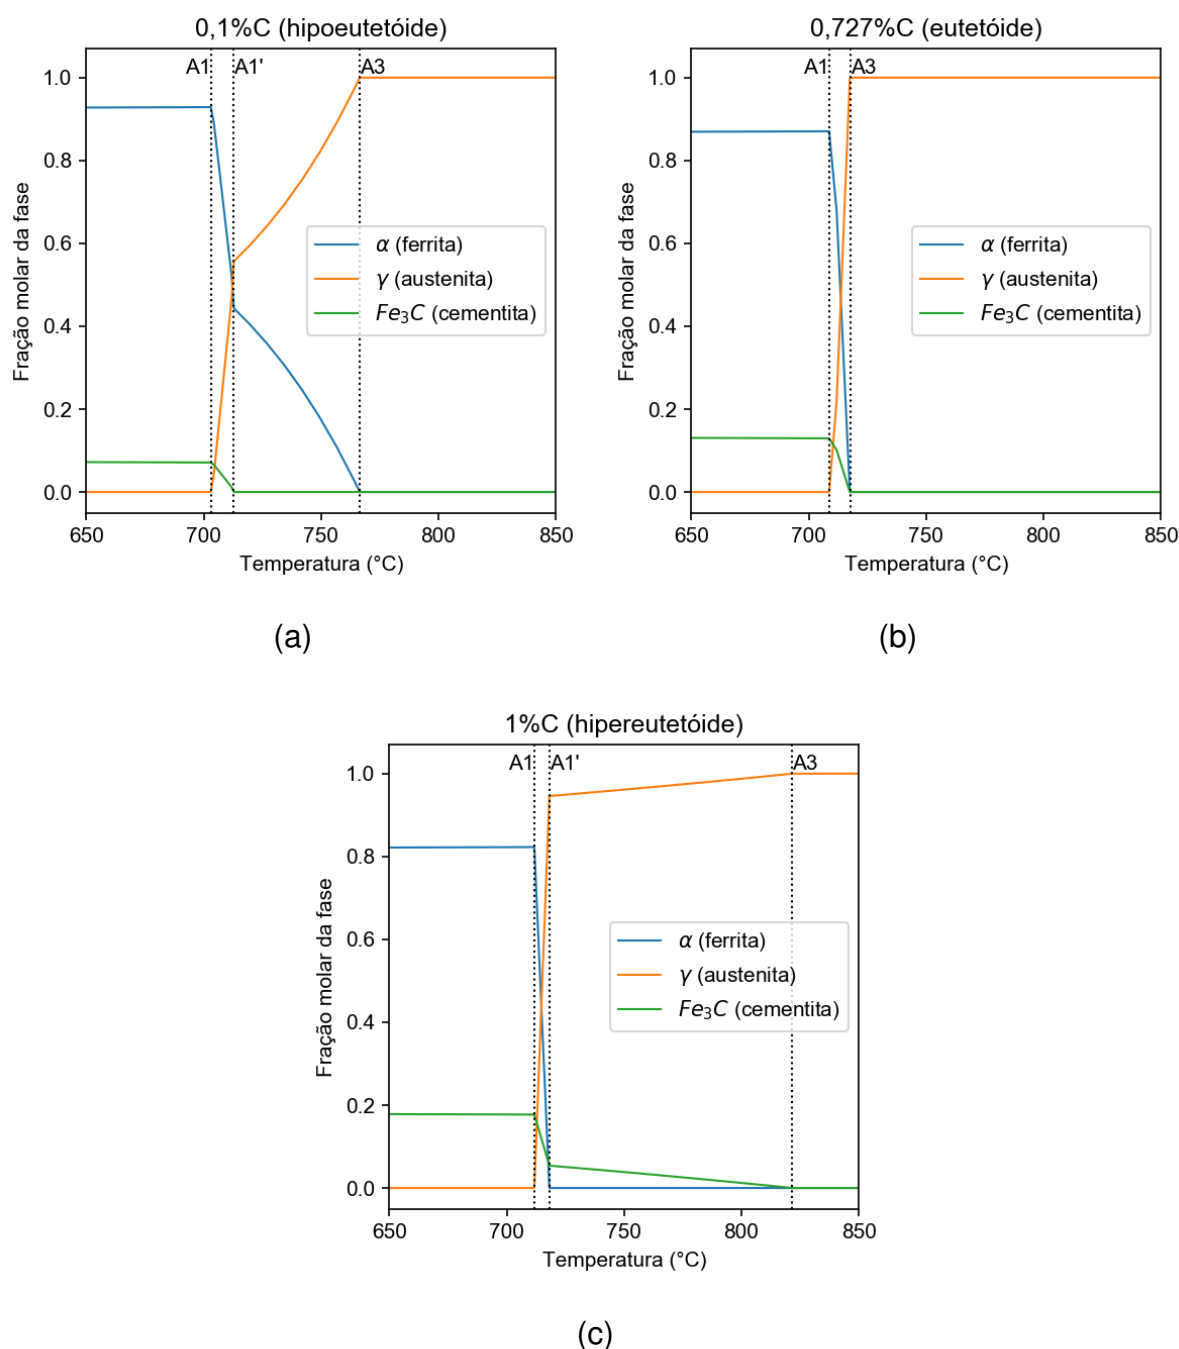 0,1%C (hipoeutetóide)
A1 A1' A3
1.0
0.8
0.6
0.4
0.2
0.0
Fração molar da fase
α (ferrita)
γ (austenita)
Fe₃C (cementita)
650 700 750 800 850
Temperatura (°C)
(a)
0,727%C (eutetóide)
A1 A3
1.0
0.8
0.6
0.4
0.2
0.0
Fração molar da fase
α (ferrita)
γ (austenita)
Fe₃C (cementita)
650 700 750 800 850
Temperatura (°C)
(b)
1%C (hipereutetóide)
A1 A1' A3
1.0
0.8
0.6
0.4
0.2
0.0
Fração molar da fase
α (ferrita)
γ (austenita)
Fe₃C (cementita)
650 700 750 800 850
Temperatura (°C)
(c)